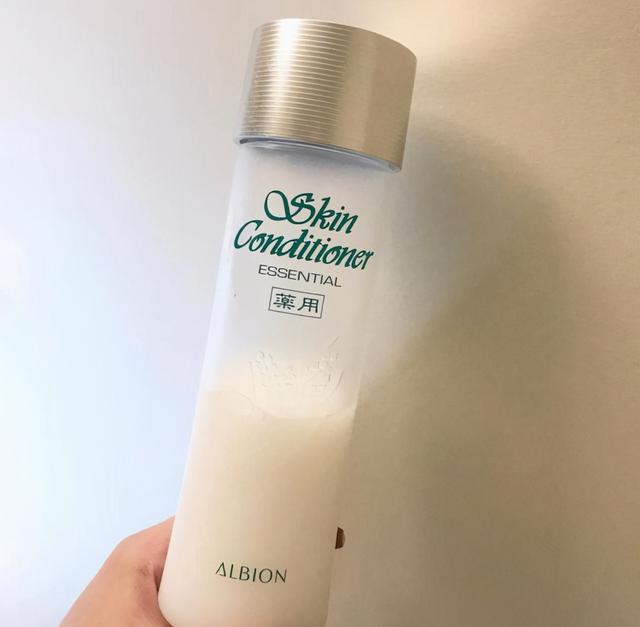 Skin
Conditioner
ESSENTIAL
薬用
ALBION